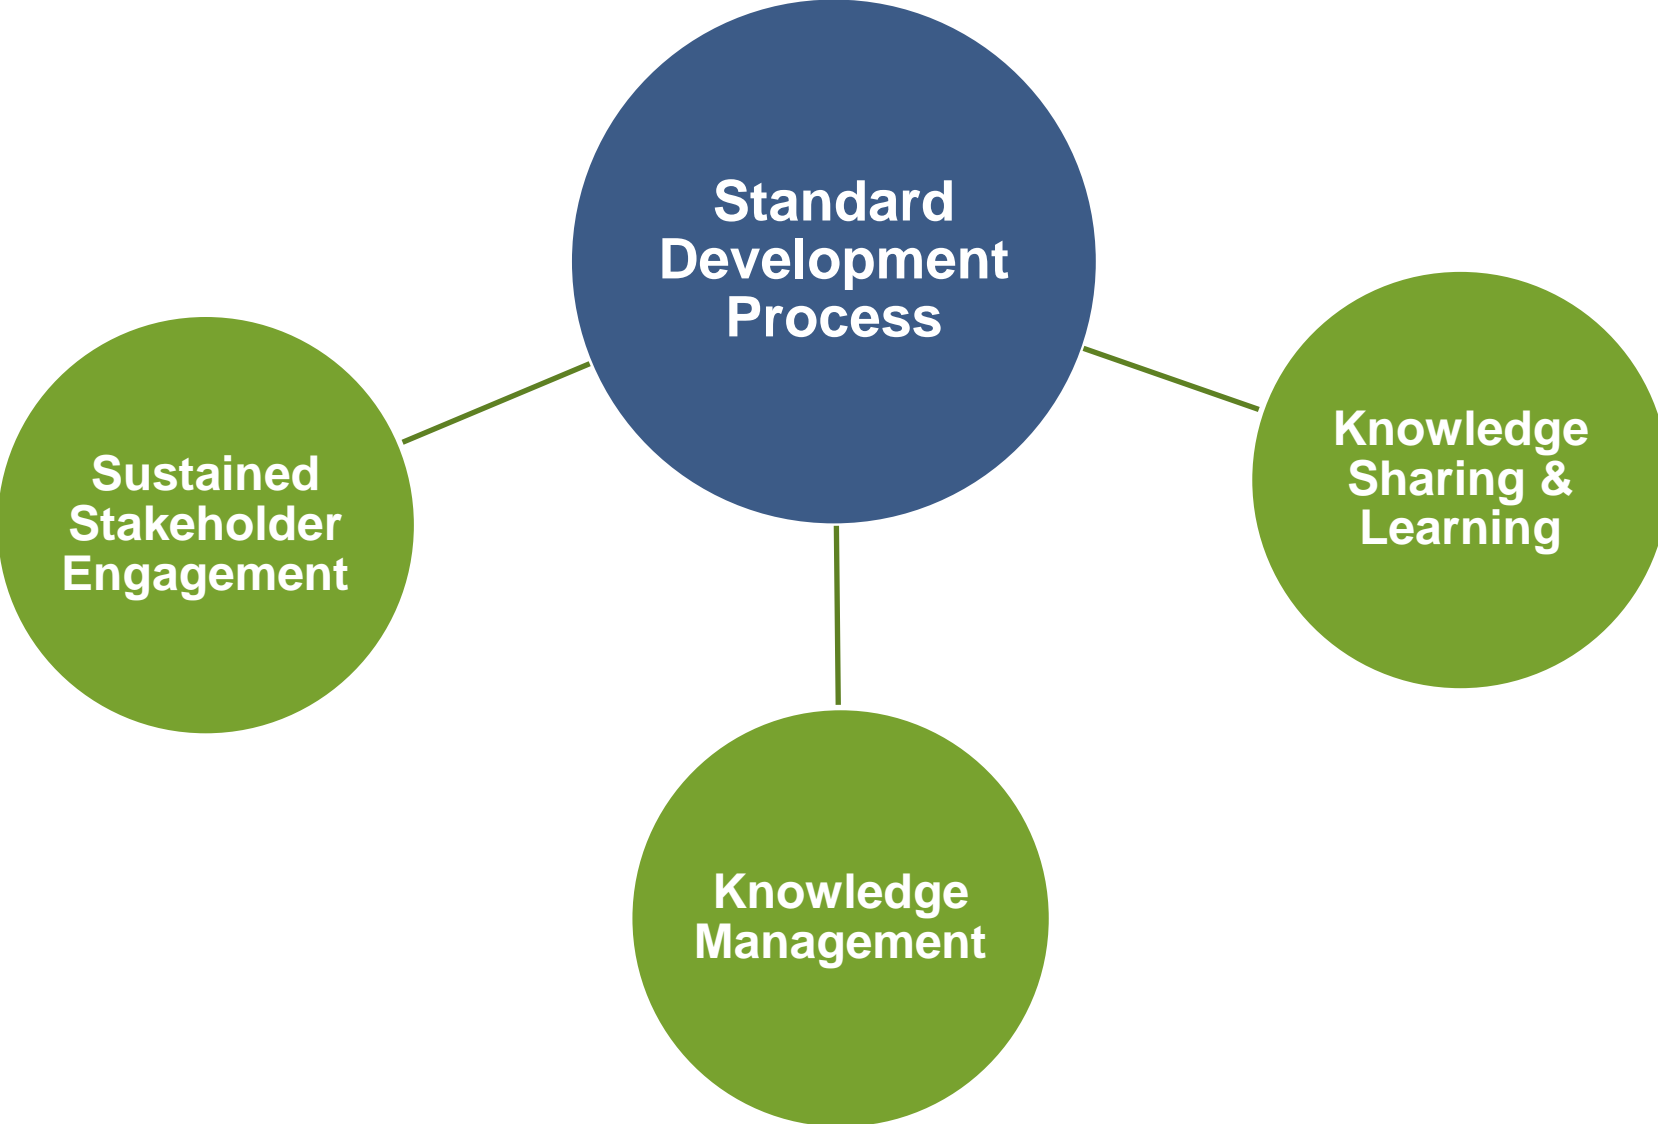 Standard
Development
Process
Sustained
Stakeholder
Engagement
Knowledge
Sharing &
Learning
Knowledge
Management